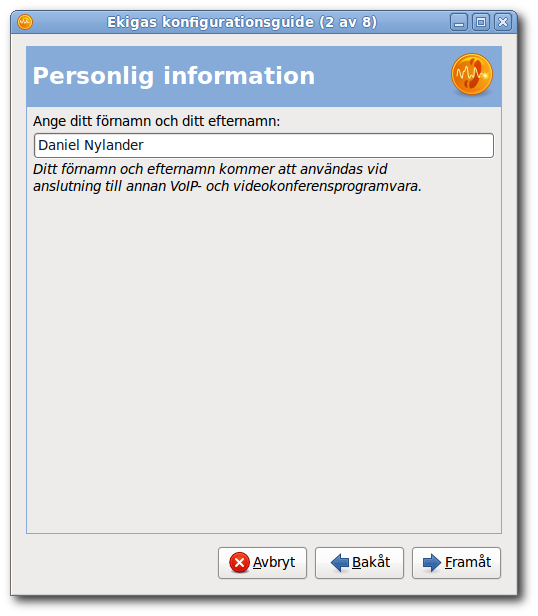 Ekigas konfigurationsguide (2 av 8)
Personlig information
Ange ditt förnamn och ditt efternamn:
Daniel Nylander
Ditt förnamn och efternamn kommer att användas vid
anslutning till annan VoIP- och videokonferensprogramvara.
Avbryt Bakåt Framåt